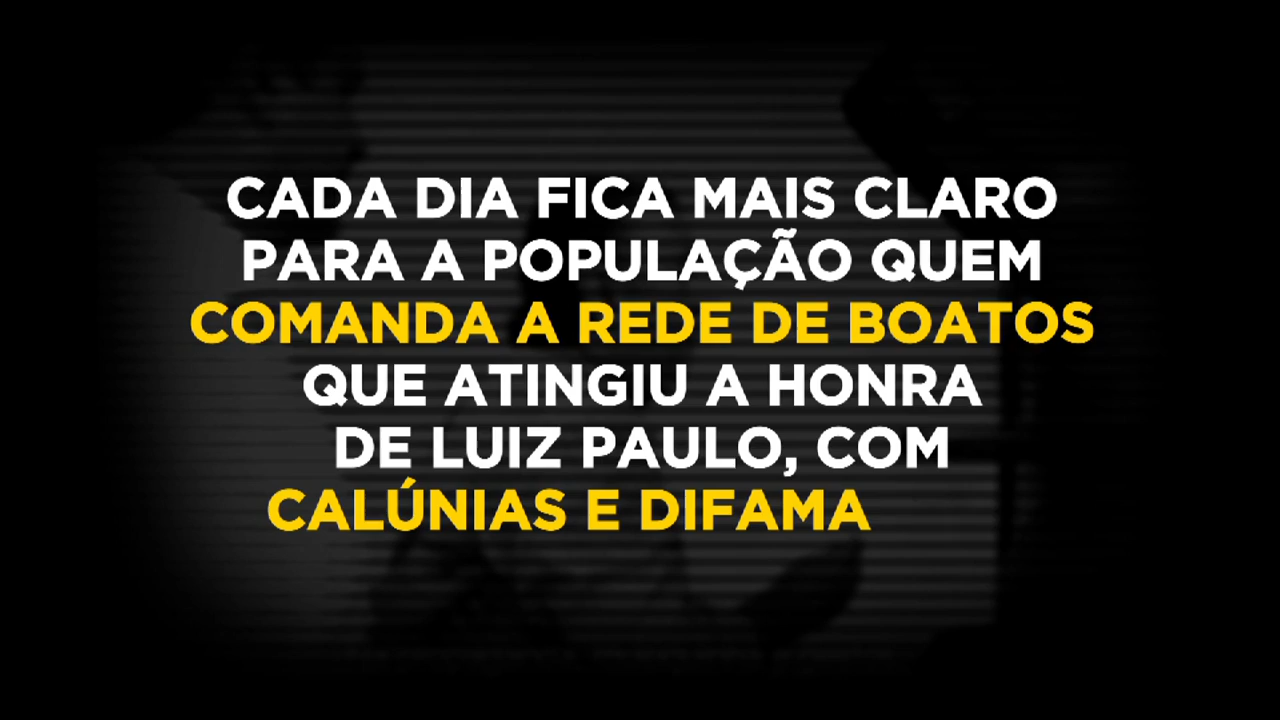 CADA DIA FICA MAIS CLARO
PARA A POPULAÇÃO QUEM
COMANDA A REDE DE BOATOS
QUE ATINGIU A HONRA
DE LUIZ PAULO, COM
CALÚNIAS E DIFAMA